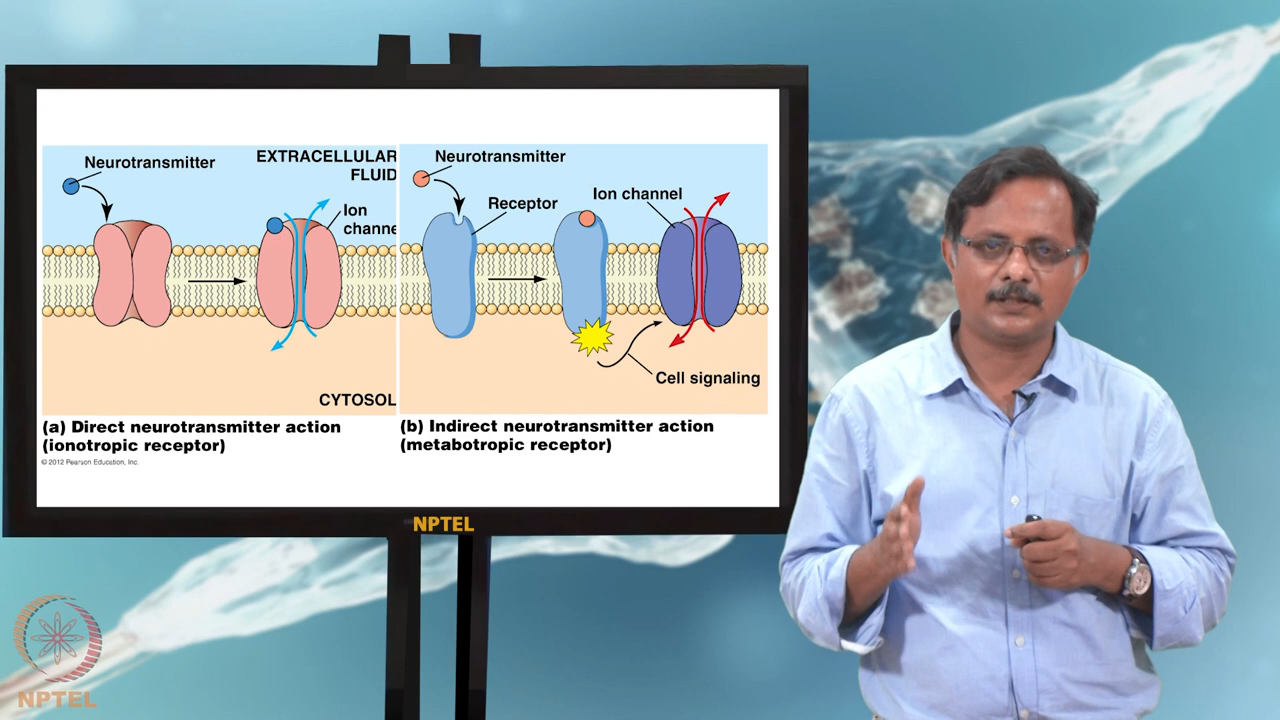 Neurotransmitter
EXTRACELLULAR
FLUID
Ion
channe
CYTOSOL
(a) Direct neurotransmitter action
(ionotropic receptor)
© 2012 Pearson Education, Inc.
Neurotransmitter
Receptor
Ion channel
Cell signaling
(b) Indirect neurotransmitter action
(metabotropic receptor)
NPTEL
NPTEL